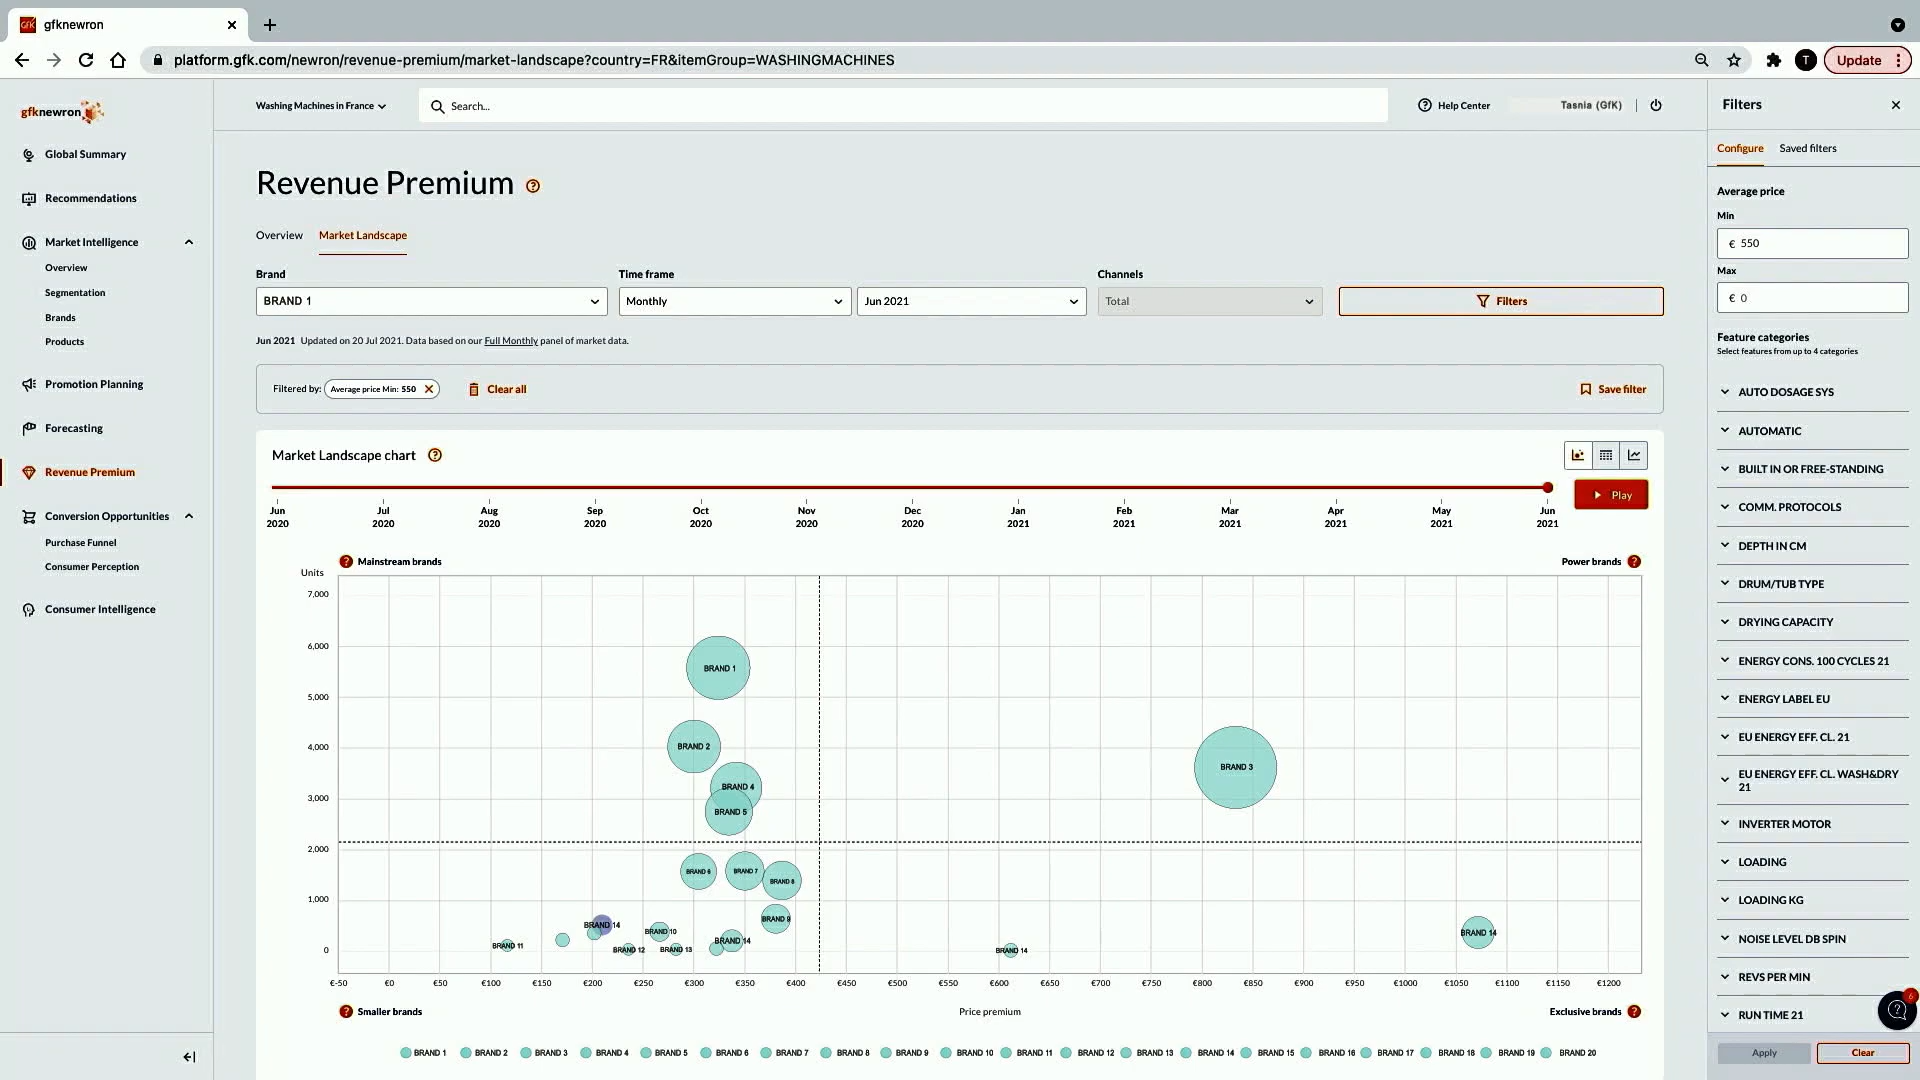 gfknewron
platform.gfk.com/newron/revenue-premium/market-landscape?country=FR&itemGroup=WASHINGMACHINES
T
Update
gfknewron
Global Summary
Recommendations
Market Intelligence
Overview
Segmentation
Brands
Products
Promotion Planning
Forecasting
Revenue Premium
Conversion Opportunities
Purchase Funnel
Consumer Perception
Consumer Intelligence
Washing Machines in France
Search...
Help Center
Tasnia (GfK)
Revenue Premium
Overview Market Landscape
Brand Time frame Channels
BRAND 1 Monthly Jun 2021 Total Filters
Jun 2021 Updated on 20 Jul 2021. Data based on our Full Monthly panel of market data.
Filtered by: Average price Min: 550 Clear all Save filter
Market Landscape chart
Play
Jun Jul Aug Sep Oct Nov Dec Jan Feb Mar Apr May Jun
2020 2020 2020 2020 2020 2020 2020 2021 2021 2021 2021 2021 2021
Mainstream brands Power brands
Units
7,000
6,000
BRAND 1
5,000
4,000 BRAND 2
BRAND 3
BRAND 4
3,000
BRAND 5
2,000
BRAND 6 BRAND 7
BRAND 8
1,000
BRAND 9
BRAND 14
BRAND 10 BRAND 14
BRAND 14
BRAND 11
0 BRAND 12 BRAND 13 BRAND 14
€-50 €0 €50 €100 €150 €200 €250 €300 €350 €400 €450 €500 €550 €600 €650 €700 €750 €800 €850 €900 €950 €1000 €1050 €1100 €1150 €1200
Smaller brands Price premium Exclusive brands
BRAND 1 BRAND 2 BRAND 3 BRAND 4 BRAND 5 BRAND 6 BRAND 7 BRAND 8 BRAND 9 BRAND 10 BRAND 11 BRAND 12 BRAND 13 BRAND 14 BRAND 15 BRAND 16 BRAND 17 BRAND 18 BRAND 19 BRAND 20
Filters
Configure Saved filters
Average price
Min
€ 550
Max
€ 0
Feature categories
Select features from up to 4 categories
AUTO DOSAGE SYS
AUTOMATIC
BUILT IN OR FREE-STANDING
COMM. PROTOCOLS
DEPTH IN CM
DRUM/TUB TYPE
DRYING CAPACITY
ENERGY CONS. 100 CYCLES 21
ENERGY LABEL EU
EU ENERGY EFF. CL. 21
EU ENERGY EFF. CL. WASH&DRY
21
INVERTER MOTOR
LOADING
LOADING KG
NOISE LEVEL DB SPIN
REVS PER MIN
RUN TIME 21
6
Apply Clear